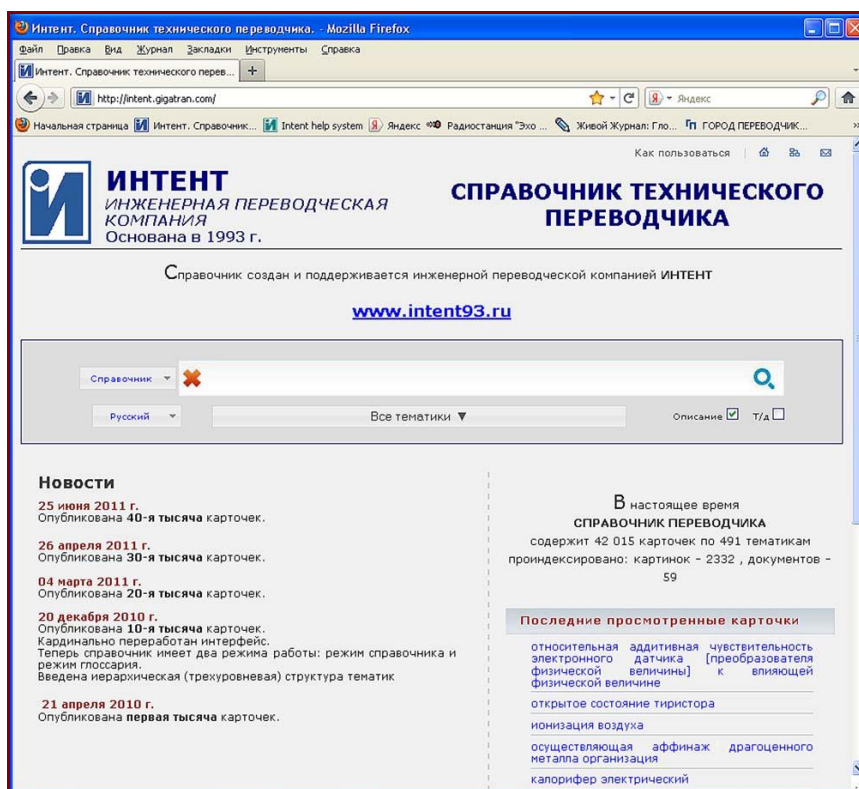 Интент. Справочник технического переводчика. - Mozilla Firefox
Файл Правка Вид Журнал Закладки Инструменты Справка
Интент. Справочник технического перев...
http://intent.gigatran.com/
Яндекс
Начальная страница Интент. Справочник... Intent help system Яндекс Радиостанция "Эхо ... Живой Журнал: Гло... ГОРОД ПЕРЕВОДЧИК...
Как пользоваться
ИНТЕНТ
ИНЖЕНЕРНАЯ ПЕРЕВОДЧЕСКАЯ
КОМПАНИЯ
Основана в 1993 г.
СПРАВОЧНИК ТЕХНИЧЕСКОГО
ПЕРЕВОДЧИКА
Справочник создан и поддерживается инженерной переводческой компанией ИНТЕНТ
www.intent93.ru
Справочник
Русский
Все тематики ▼
Описание
Т/д
Новости
25 июня 2011 г.
Опубликована 40-я тысяча карточек.
26 апреля 2011 г.
Опубликована 30-я тысяча карточек.
04 марта 2011 г.
Опубликована 20-я тысяча карточек.
20 декабря 2010 г.
Опубликована 10-я тысяча карточек.
Кардинально переработан интерфейс.
Теперь справочник имеет два режима работы: режим справочника и
режим глоссария.
Введена иерархическая (трехуровневая) структура тематик
21 апреля 2010 г.
Опубликована первая тысяча карточек.
В настоящее время
СПРАВОЧНИК ПЕРЕВОДЧИКА
содержит 42 015 карточек по 491 тематикам
проиндексировано: картинок - 2332 , документов -
59
Последние просмотренные карточки
относительная аддитивная чувствительность
электронного датчика [преобразователя
физической величины] к влияющей
физической величине
открытое состояние тиристора
ионизация воздуха
осуществляющая аффинаж драгоценного
металла организация
калорифер электрический